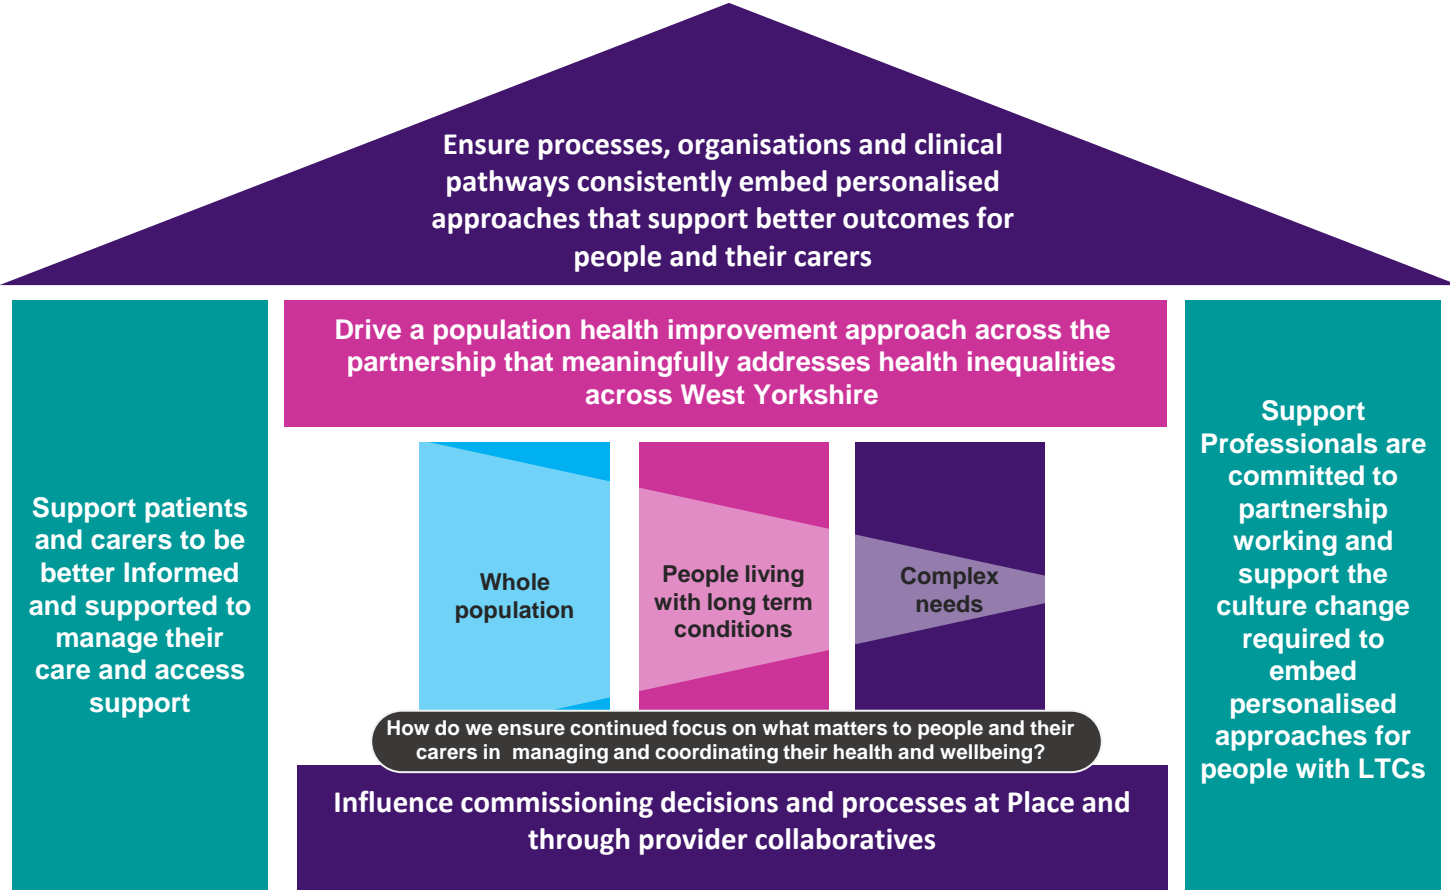 Ensure processes, organisations and clinical
pathways consistently embed personalised
approaches that support better outcomes for
people and their carers
Support patients
and carers to be
better Informed
and supported to
manage their
care and access
support
Drive a population health improvement approach across the
partnership that meaningfully addresses health inequalities
across West Yorkshire
Whole
population
People living
with long term
conditions
Complex
needs
How do we ensure continued focus on what matters to people and their
carers in managing and coordinating their health and wellbeing?
Influence commissioning decisions and processes at Place and
through provider collaboratives
Support
Professionals are
committed to
partnership
working and
support the
culture change
required to
embed
personalised
approaches for
people with LTCs